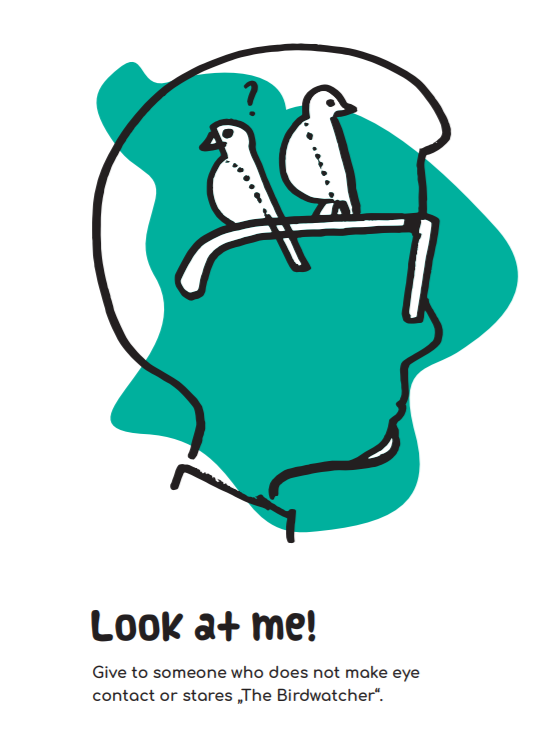 ?
Look at me!
Give to someone who does not make eye
contact or stares „The Birdwatcher“.